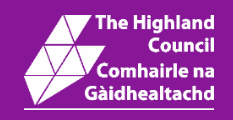 The Highland
Council
Comhairle na
Gàidhealtachd